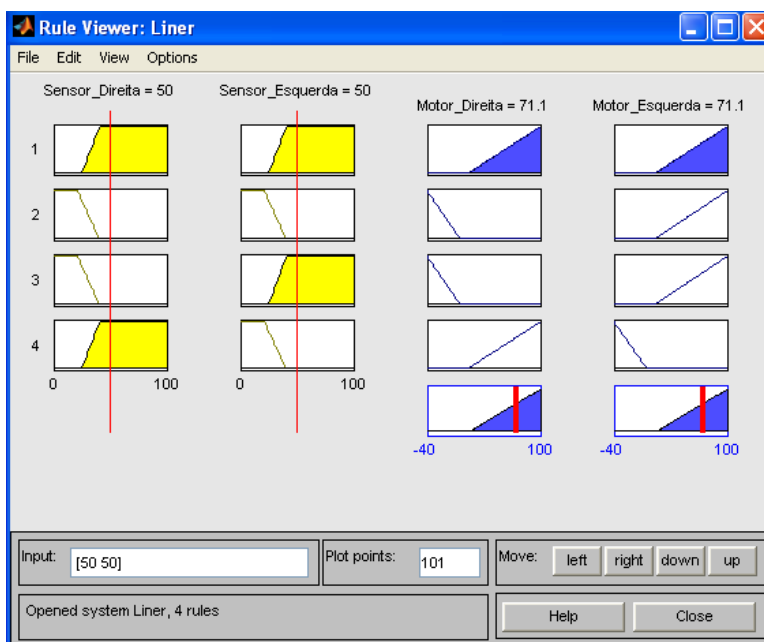 Rule Viewer: Liner
File Edit View Options
Sensor_Direita = 50
Sensor_Esquerda = 50
Motor_Direita = 71.1
Motor_Esquerda = 71.1
1
2
3
4
0 100
0 100
-40 100
-40 100
Input: [50 50]
Plot points: 101
Move: left right down up
Opened system Liner, 4 rules
Help Close